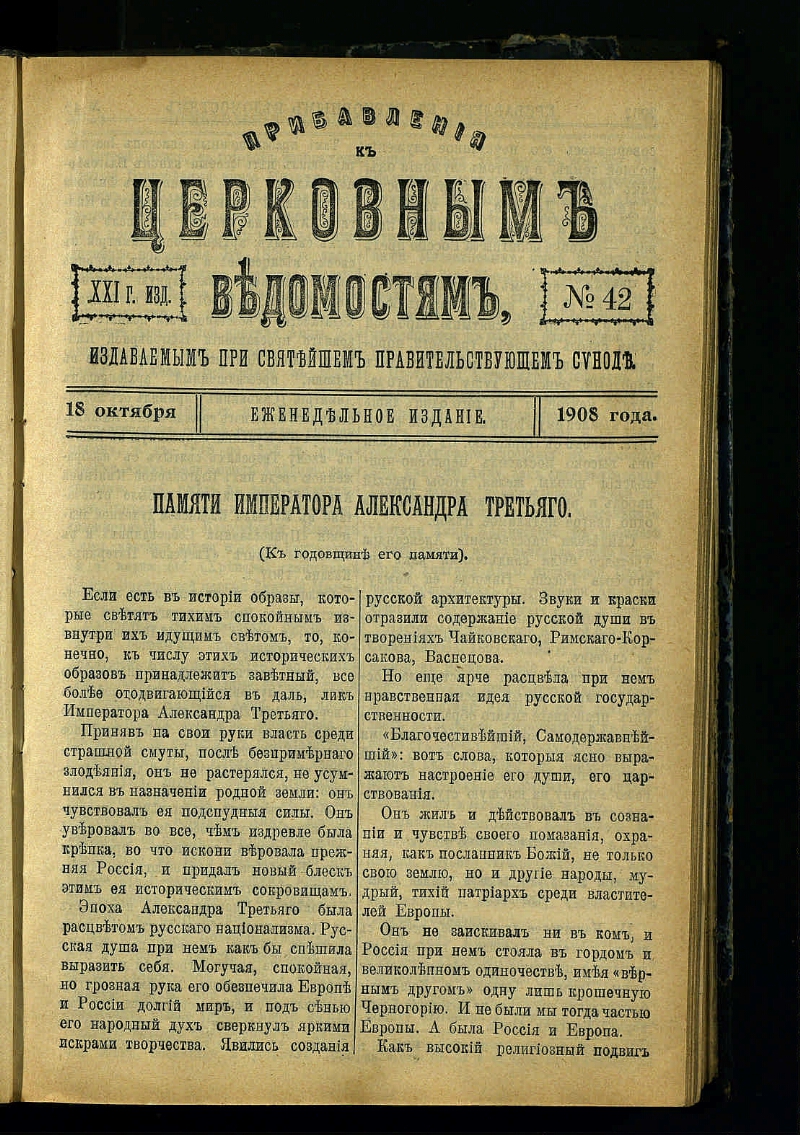 ПРИБАВЛЕНІЯ
КЪ
ЦЕРКОВНЫМЪ
XXI г. изд.
ВѢДОМОСТЯМЪ,
№ 42
ИЗДАВАЕМЫМЪ ПРИ СВЯТѢЙШЕМЪ ПРАВИТЕЛЬСТВУЮЩЕМЪ СѴНОДѢ.
18 октября
ЕЖЕНЕДѢЛЬНОЕ ИЗДАНІЕ.
1908 года.
ПАМЯТИ ИМПЕРАТОРА АЛЕКСАНДРА ТРЕТЬЯГО.
(Къ годовщинѣ его памяти).
Если есть въ исторіи образы, кото-
рые свѣтятъ тихимъ спокойнымъ из-
внутри ихъ идущимъ свѣтомъ, то, ко-
нечно, къ числу этихъ историческихъ
образовъ принадлежитъ завѣтный, все
болѣе отодвигающійся въ даль, ликъ
Императора Александра Третьяго.
Принявъ на свои руки власть среди
страшной смуты, послѣ безпримѣрнаго
злодѣянія, онъ не растерялся, не усум-
нился въ назначеніи родной земли: онъ
чувствовалъ ея подспудныя силы. Онъ
увѣровалъ во все, чѣмъ издревле была
крѣпка, во что искони вѣровала преж-
няя Россія, и придалъ новый блескъ
этимъ ея историческимъ сокровищамъ.
Эпоха Александра Третьяго была
расцвѣтомъ русскаго націонализма. Рус-
ская душа при немъ какъ бы спѣшила
выразить себя. Могучая, спокойная,
но грозная рука его обезпечила Европѣ
и Россіи долгій миръ, и подъ сѣнью
его народный духъ сверкнулъ яркими
искрами творчества. Явились созданія
русской архитектуры. Звуки и краски
отразили содержаніе русской души въ
твореніяхъ Чайковскаго, Римскаго-Кор-
сакова, Васнецова.
Но еще ярче расцвѣла при немъ
нравственная идея русской государ-
ственности.
«Благочестивѣйшій, Самодержавнѣй-
шій»: вотъ слова, которыя ясно выра-
жаютъ настроеніе его души, его цар-
ствованія.
Онъ жилъ и дѣйствовалъ въ созна-
ніи и чувствѣ своего помазанія, охра-
няя, какъ посланникъ Божій, не только
свою землю, но и другіе народы, му-
дрый, тихій патріархъ среди властите-
лей Европы.
Онъ не заискивалъ ни въ комъ, и
Россія при немъ стояла въ гордомъ и
великолѣпномъ одиночествѣ, имѣя «вѣр-
нымъ другомъ» одну лишь крошечную
Черногорію. И не были мы тогда частью
Европы. А была Россія и Европа.
Какъ высокій религіозный подвигъ